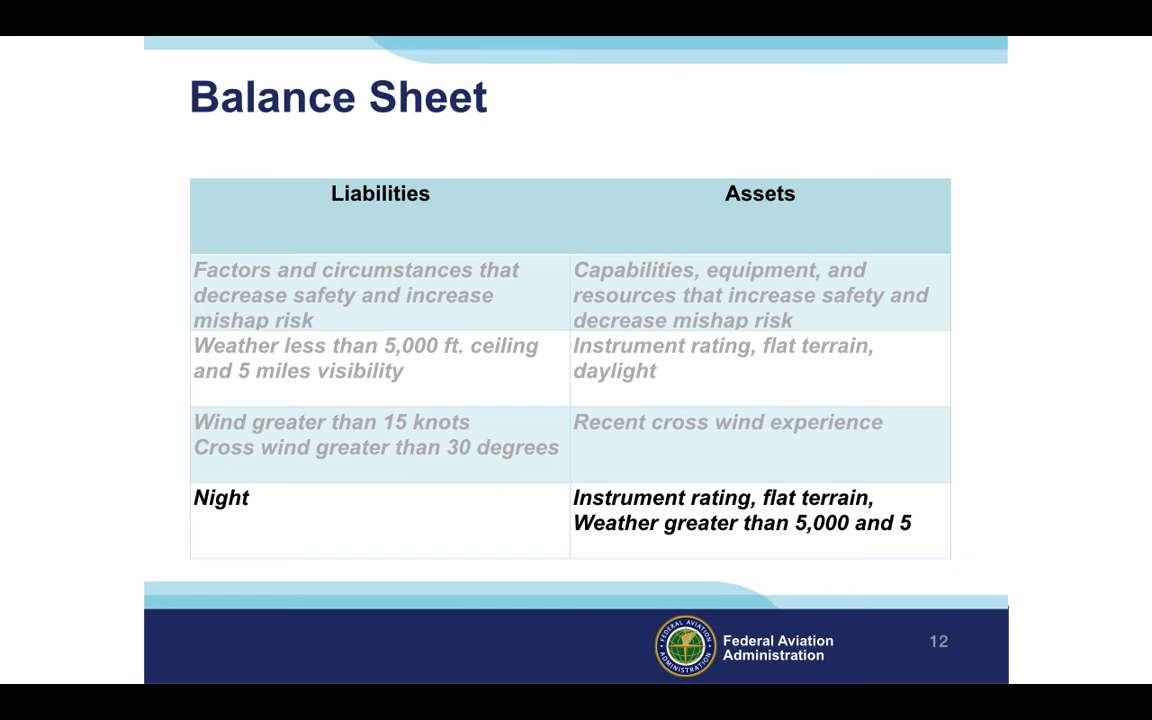 Balance Sheet
Liabilities
Assets
Factors and circumstances that
decrease safety and increase
mishap risk
Capabilities, equipment, and
resources that increase safety and
decrease mishap risk
Weather less than 5,000 ft. ceiling
and 5 miles visibility
Instrument rating, flat terrain,
daylight
Wind greater than 15 knots
Cross wind greater than 30 degrees
Recent cross wind experience
Night
Instrument rating, flat terrain,
Weather greater than 5,000 and 5
FEDERAL AVIATION
ADMINISTRATION
Federal Aviation
Administration
12